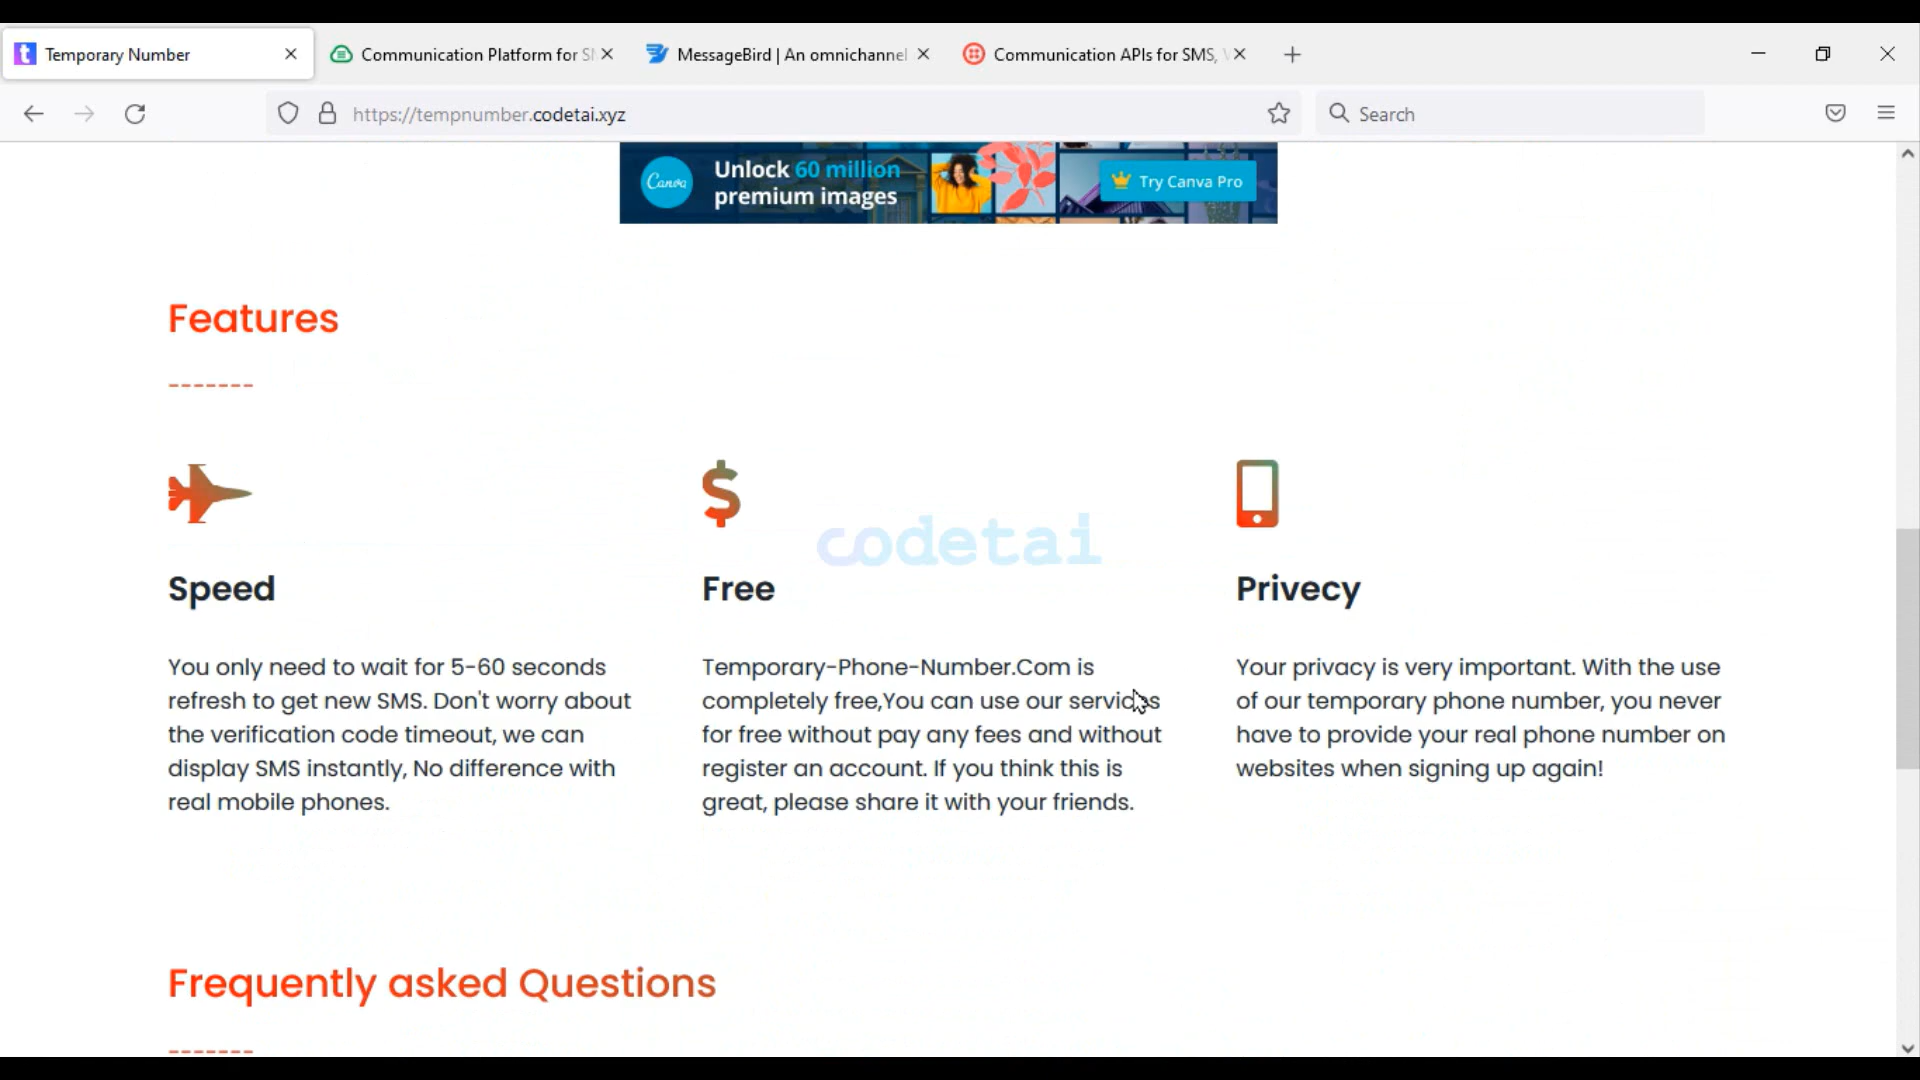 Temporary Number
Communication Platform for SM
MessageBird | An omnichannel
Communication APIs for SMS, V
https://tempnumber.codetai.xyz
Search
Canva
Unlock 60 million
premium images
Try Canva Pro
Features
-------
codetai
Speed
Free
Privecy
You only need to wait for 5-60 seconds
refresh to get new SMS. Don't worry about
the verification code timeout, we can
display SMS instantly, No difference with
real mobile phones.
Temporary-Phone-Number.Com is
completely free,You can use our services
for free without pay any fees and without
register an account. If you think this is
great, please share it with your friends.
Your privacy is very important. With the use
of our temporary phone number, you never
have to provide your real phone number on
websites when signing up again!
Frequently asked Questions
-------